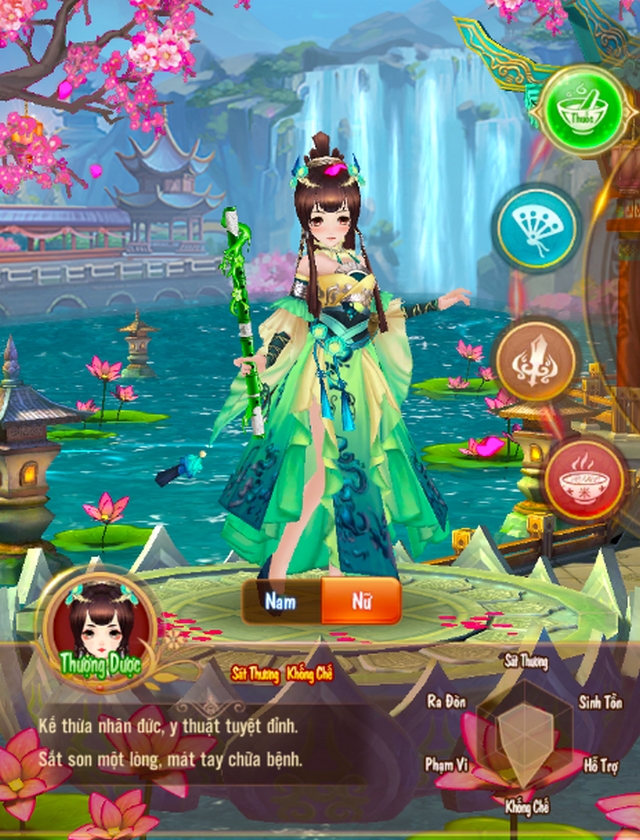 Thuốc
Nam
Nữ
Thượng Dược
Sát Thương Khống Chế
Kế thừa nhân đức, y thuật tuyệt đỉnh.
Sắt son một lòng, mát tay chữa bệnh.
Sát Thương
Ra Đòn
Sinh Tồn
Phạm Vi
Hỗ Trợ
Khống Chế